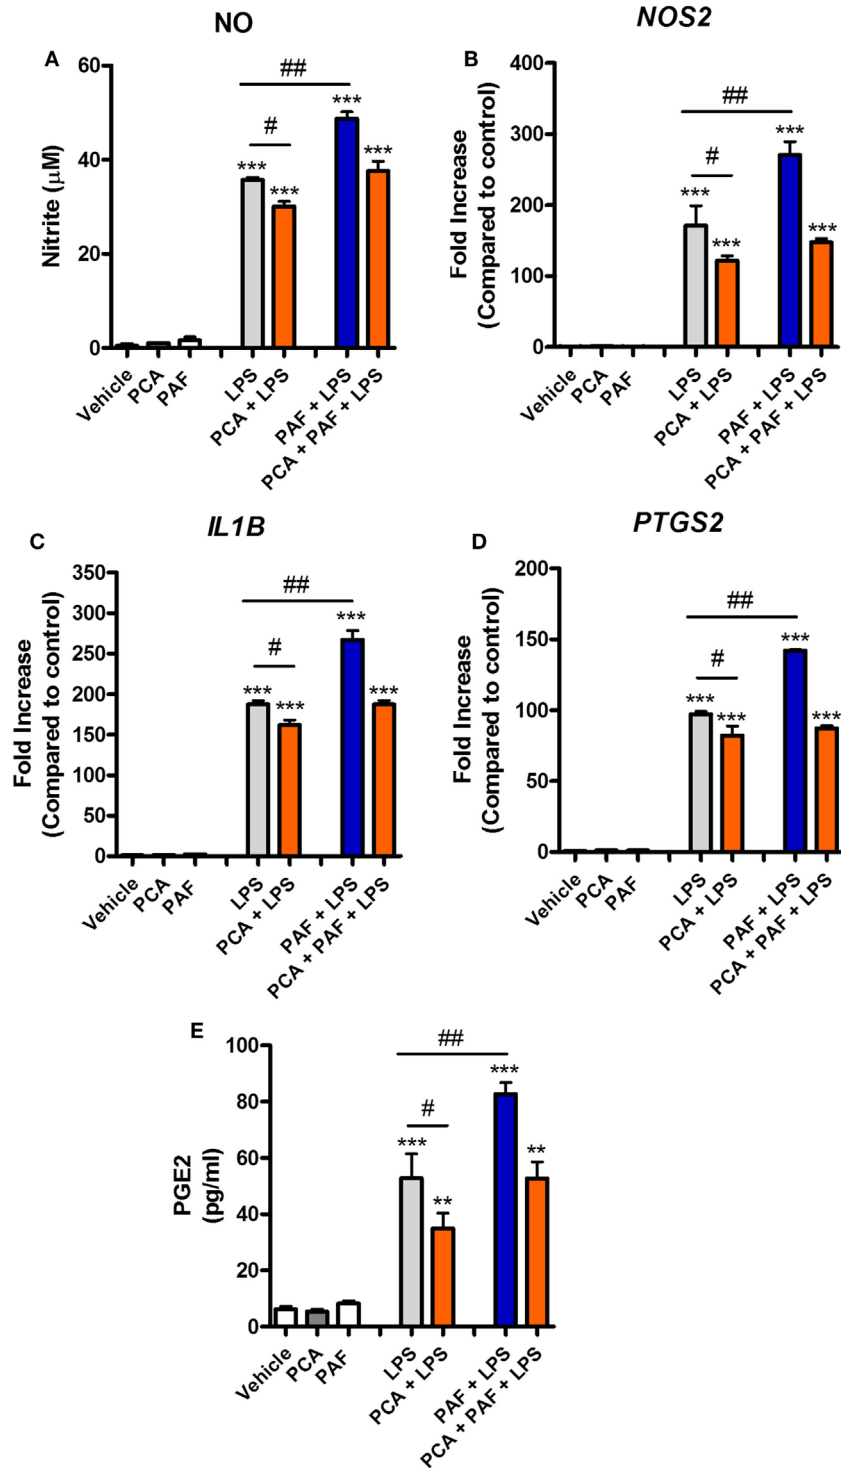 NO
A
Nitrite (μM)
60
40
20
0
##
#
***
***
***
***
Vehicle
PCA
PAF
LPS
PCA + LPS
PAF + LPS
PCA + PAF + LPS
NOS2
B
Fold Increase
(Compared to control)
400
300
200
100
0
##
#
***
***
***
***
Vehicle
PCA
PAF
LPS
PCA + LPS
PAF + LPS
PCA + PAF + LPS
IL1B
C
Fold Increase
(Compared to control)
350
300
250
200
150
100
50
0
##
#
***
***
***
***
Vehicle
PCA
PAF
LPS
PCA + LPS
PAF + LPS
PCA + PAF + LPS
PTGS2
D
Fold Increase
(Compared to control)
200
150
100
50
0
##
#
***
***
***
***
Vehicle
PCA
PAF
LPS
PCA + LPS
PAF + LPS
PCA + PAF + LPS
E
PGE2
(pg/ml)
100
80
60
40
20
0
##
#
***
**
***
**
Vehicle
PCA
PAF
LPS
PCA + LPS
PAF + LPS
PCA + PAF + LPS